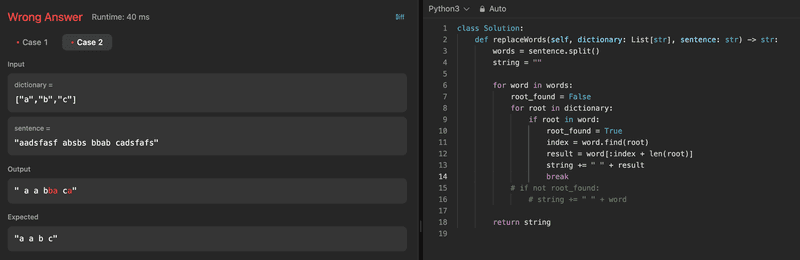 Wrong Answer Runtime: 40 ms
Diff
Case 1 Case 2
Input
dictionary =
["a","b","c"]
sentence =
"aadsfasf absbs bbab cadsfafs"
Output
" a a bba ca"
Expected
"a a b c"
Python3 Auto
1 class Solution:
2 def replaceWords(self, dictionary: List[str], sentence: str) -> str:
3 words = sentence.split()
4 string = ""
5
6 for word in words:
7 root_found = False
8 for root in dictionary:
9 if root in word:
10 root_found = True
11 index = word.find(root)
12 result = word[:index + len(root)]
13 string += " " + result
14 break
15 # if not root_found:
16 # string += " " + word
17
18 return string
19